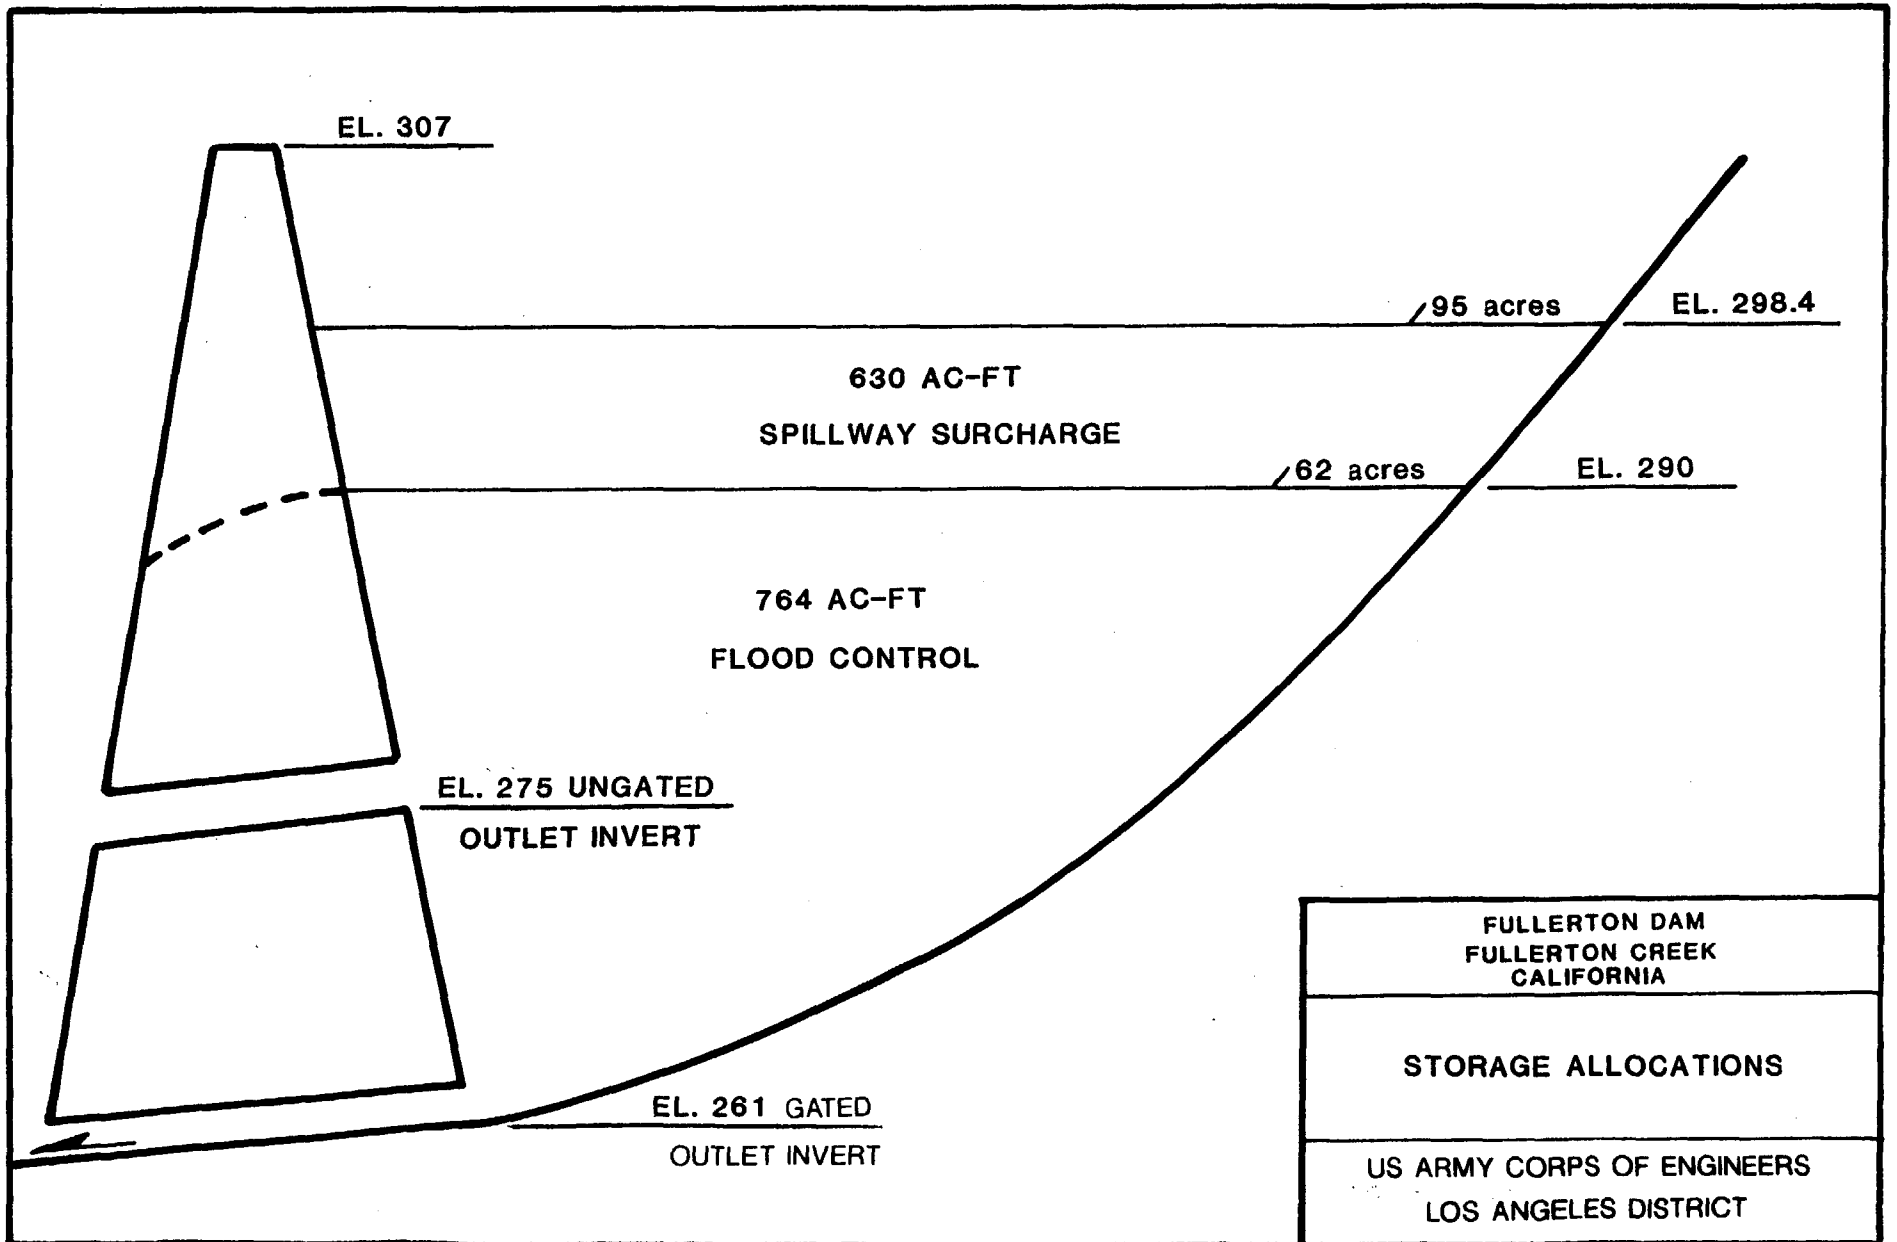 EL. 307
95 acres
EL. 298.4
630 AC-FT
SPILLWAY SURCHARGE
62 acres
EL. 290
764 AC-FT
FLOOD CONTROL
EL. 275 UNGATED
OUTLET INVERT
EL. 261 GATED
OUTLET INVERT
FULLERTON DAM
FULLERTON CREEK
CALIFORNIA
STORAGE ALLOCATIONS
US ARMY CORPS OF ENGINEERS
LOS ANGELES DISTRICT